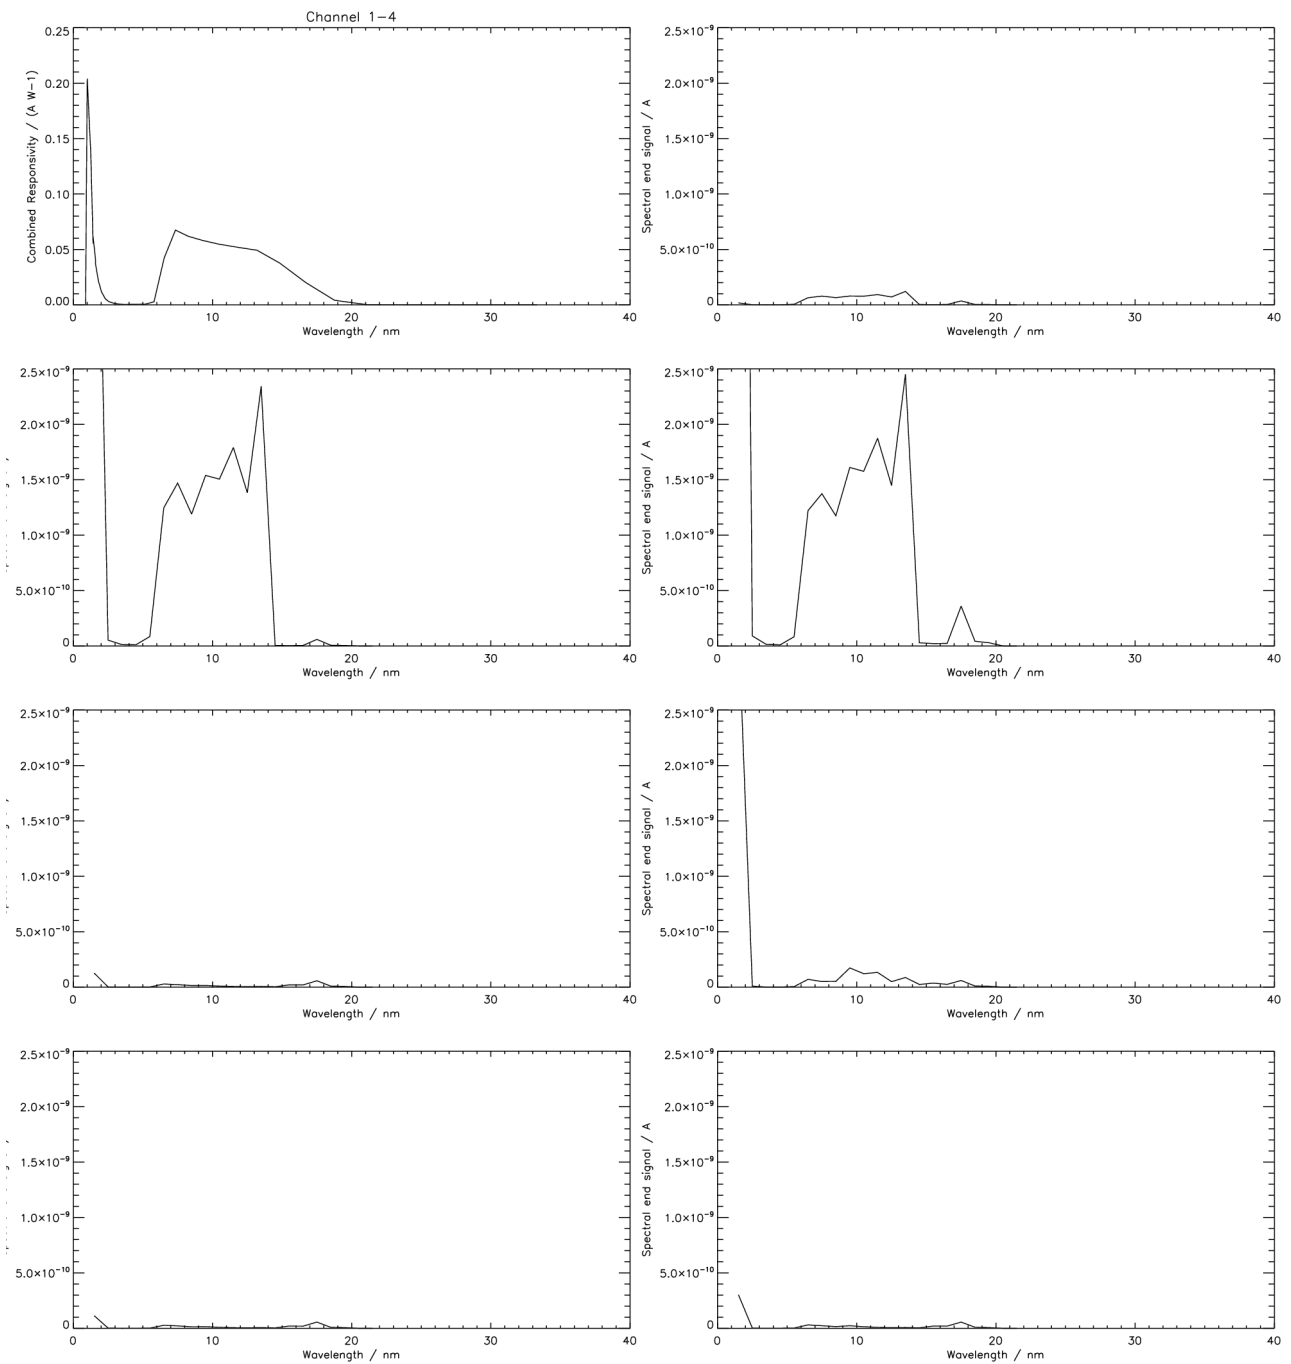 Channel 1−4
Combined Responsivity / (A W−1)
0.25
0.20
0.15
0.10
0.05
0.00
0 10 20 30 40
Wavelength / nm
Spectral end signal / A
2.5×10⁻⁹
2.0×10⁻⁹
1.5×10⁻⁹
1.0×10⁻⁹
5.0×10⁻¹⁰
0
0 10 20 30 40
Wavelength / nm
2.5×10⁻⁹
2.0×10⁻⁹
1.5×10⁻⁹
1.0×10⁻⁹
5.0×10⁻¹⁰
0
0 10 20 30 40
Wavelength / nm
Spectral end signal / A
2.5×10⁻⁹
2.0×10⁻⁹
1.5×10⁻⁹
1.0×10⁻⁹
5.0×10⁻¹⁰
0
0 10 20 30 40
Wavelength / nm
2.5×10⁻⁹
2.0×10⁻⁹
1.5×10⁻⁹
1.0×10⁻⁹
5.0×10⁻¹⁰
0
0 10 20 30 40
Wavelength / nm
Spectral end signal / A
2.5×10⁻⁹
2.0×10⁻⁹
1.5×10⁻⁹
1.0×10⁻⁹
5.0×10⁻¹⁰
0
0 10 20 30 40
Wavelength / nm
2.5×10⁻⁹
2.0×10⁻⁹
1.5×10⁻⁹
1.0×10⁻⁹
5.0×10⁻¹⁰
0
0 10 20 30 40
Wavelength / nm
Spectral end signal / A
2.5×10⁻⁹
2.0×10⁻⁹
1.5×10⁻⁹
1.0×10⁻⁹
5.0×10⁻¹⁰
0
0 10 20 30 40
Wavelength / nm